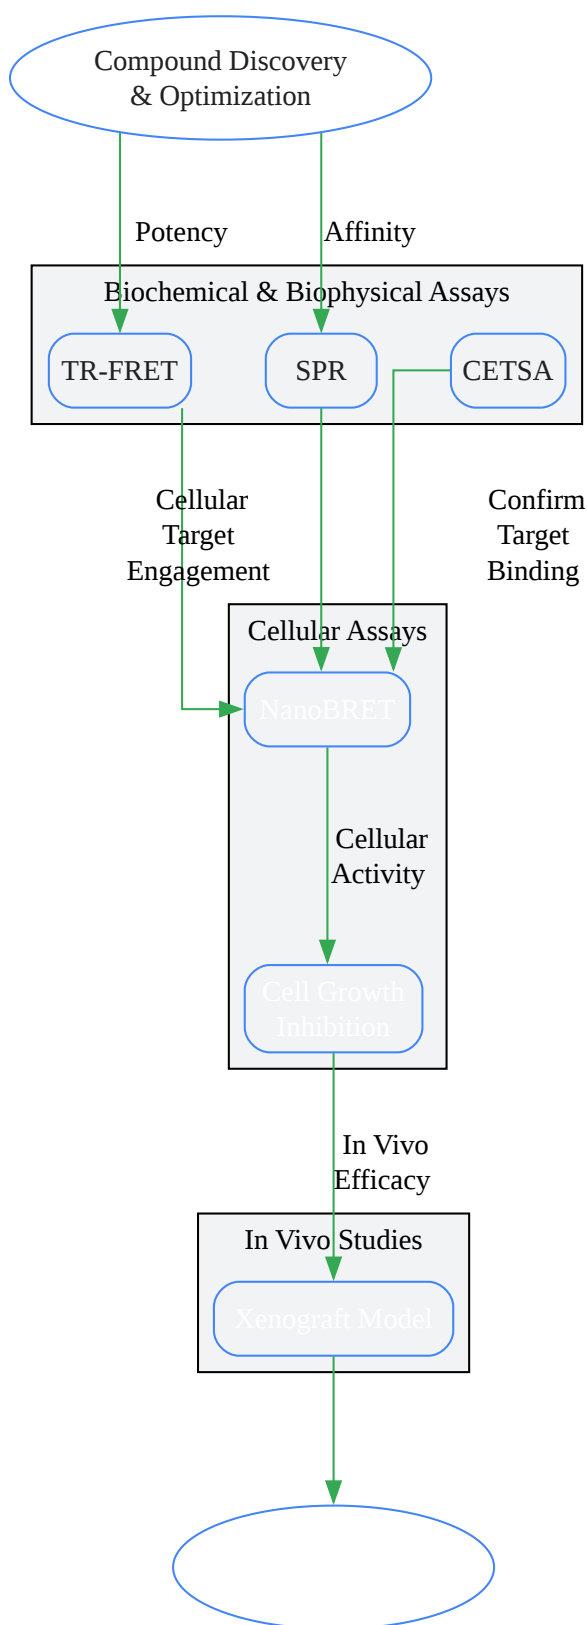 Compound Discovery
& Optimization
Potency
Affinity
Biochemical & Biophysical Assays
TR-FRET
SPR
CETSA
Cellular
Target
Engagement
Confirm
Target
Binding
Cellular Assays
NanoBRET
Cellular
Activity
Cell Growth
Inhibition
In Vivo
Efficacy
In Vivo Studies
Xenograft Model